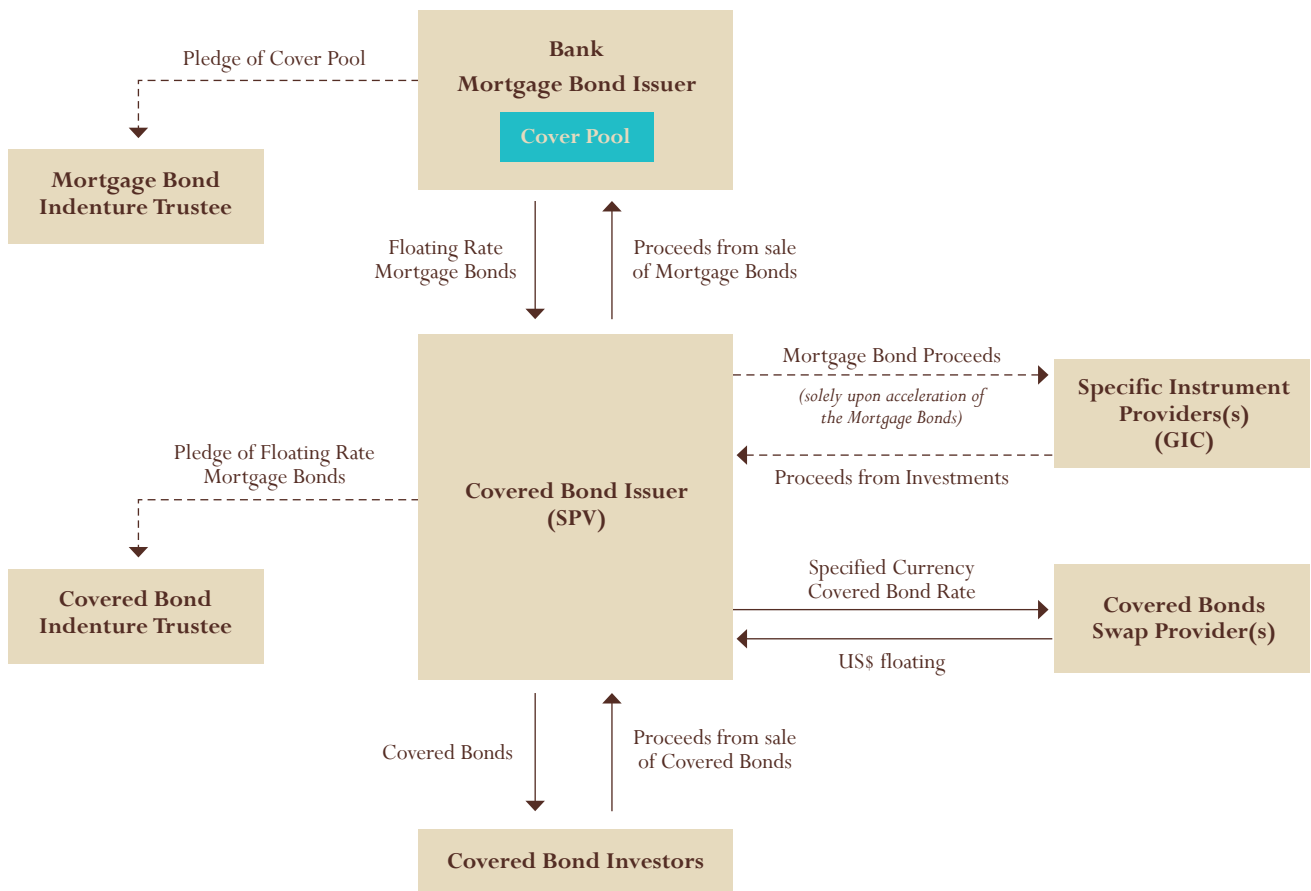 Bank
Mortgage Bond Issuer
Cover Pool
Pledge of Cover Pool
Mortgage Bond
Indenture Trustee
Floating Rate
Mortgage Bonds
Proceeds from sale
of Mortgage Bonds
Mortgage Bond Proceeds
(solely upon acceleration of
the Mortgage Bonds)
Specific Instrument
Providers(s)
(GIC)
Proceeds from Investments
Pledge of Floating Rate
Mortgage Bonds
Covered Bond Issuer
(SPV)
Specified Currency
Covered Bond Rate
Covered Bonds
Swap Provider(s)
US$ floating
Covered Bond
Indenture Trustee
Covered Bonds
Proceeds from sale
of Covered Bonds
Covered Bond Investors